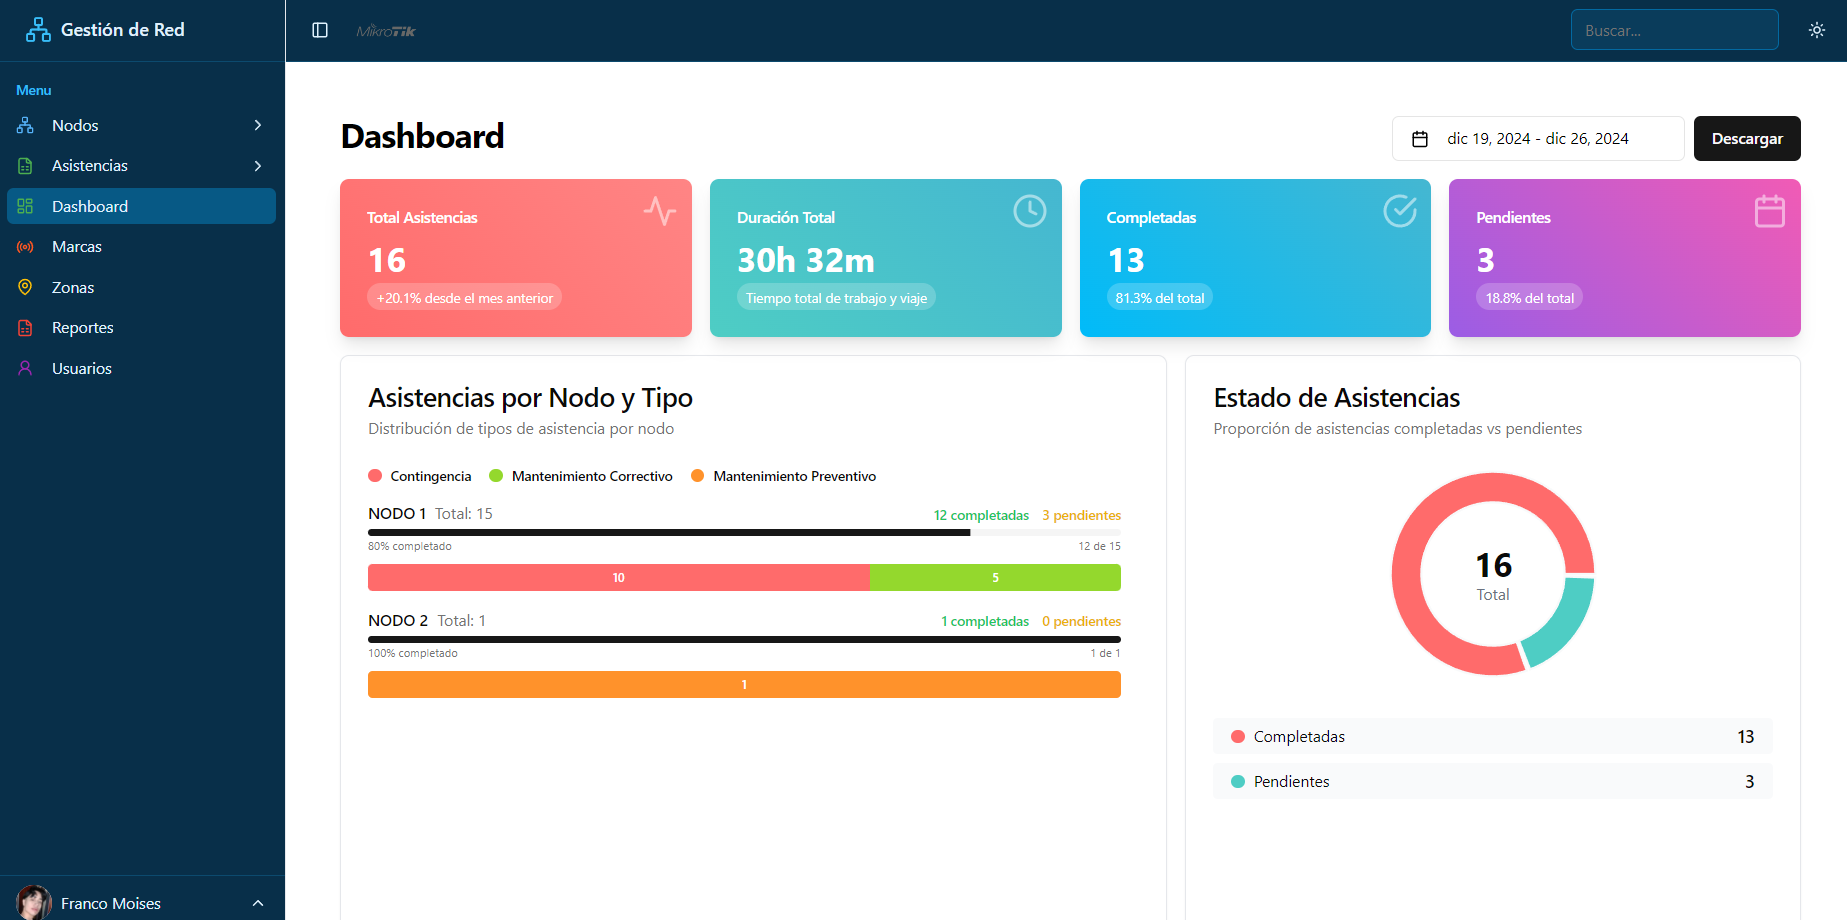 Gestión de Red
MikroTik
Buscar...
Menu
Nodos
Asistencias
Dashboard
Marcas
Zonas
Reportes
Usuarios
Franco Moises
Dashboard
dic 19, 2024 - dic 26, 2024
Descargar
Total Asistencias
16
+20.1% desde el mes anterior
Duración Total
30h 32m
Tiempo total de trabajo y viaje
Completadas
13
81.3% del total
Pendientes
3
18.8% del total
Asistencias por Nodo y Tipo
Distribución de tipos de asistencia por nodo
Contingencia Mantenimiento Correctivo Mantenimiento Preventivo
NODO 1 Total: 15 12 completadas 3 pendientes
80% completado 12 de 15
10 5
NODO 2 Total: 1 1 completadas 0 pendientes
100% completado 1 de 1
1
Estado de Asistencias
Proporción de asistencias completadas vs pendientes
16
Total
Completadas 13
Pendientes 3